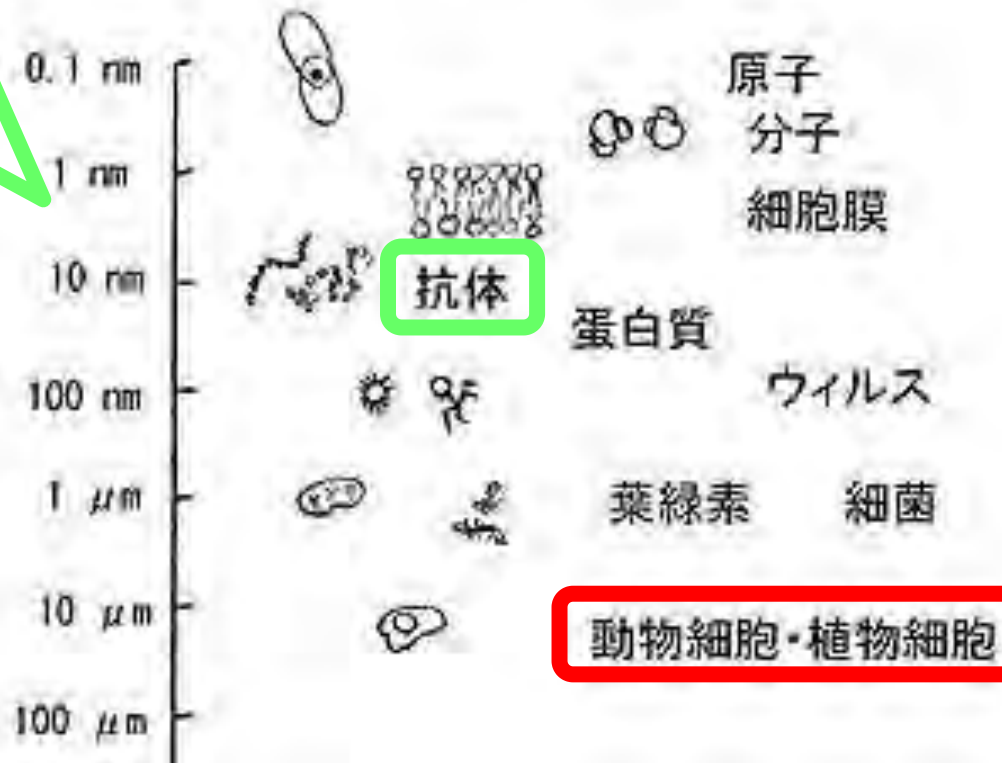 0.1 nm
原子
分子
1 nm
細胞膜
10 nm
抗体
蛋白質
100 nm
ウィルス
1 μm
葉緑素 細菌
10 μm
動物細胞・植物細胞
100 μm